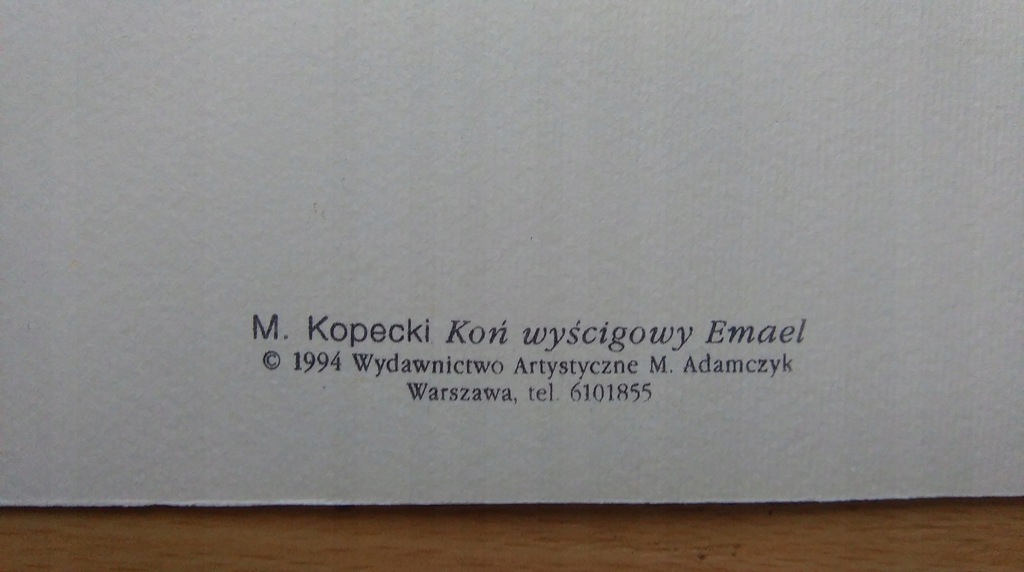 M. Kopecki Koń wyścigowy Emael
© 1994 Wydawnictwo Artystyczne M. Adamczyk
Warszawa, tel. 6101855